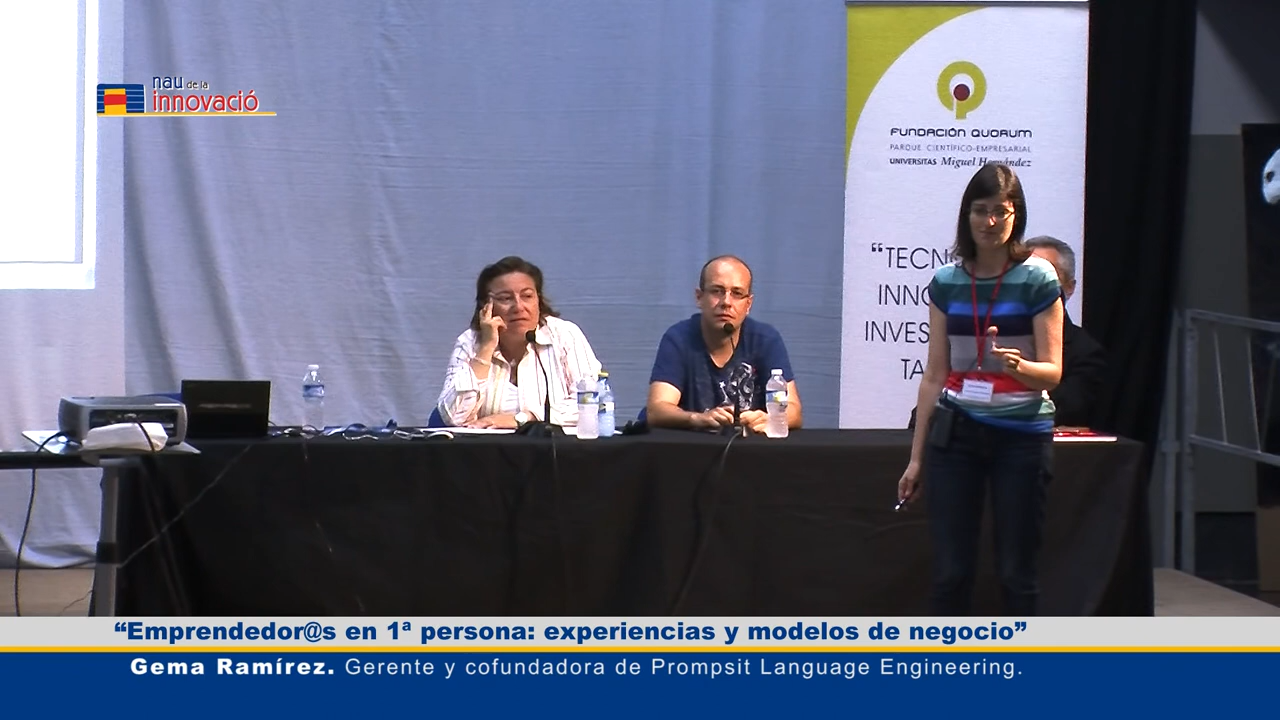 nau de la
innovació
FUNDACIÓN QUORUM
PARQUE CIENTÍFICO-EMPRESARIAL
UNIVERSITAS Miguel Hernández
“TECN
INNO
INVES
TA
“Emprendedor@s en 1ª persona: experiencias y modelos de negocio”
Gema Ramírez. Gerente y cofundadora de Prompsit Language Engineering.